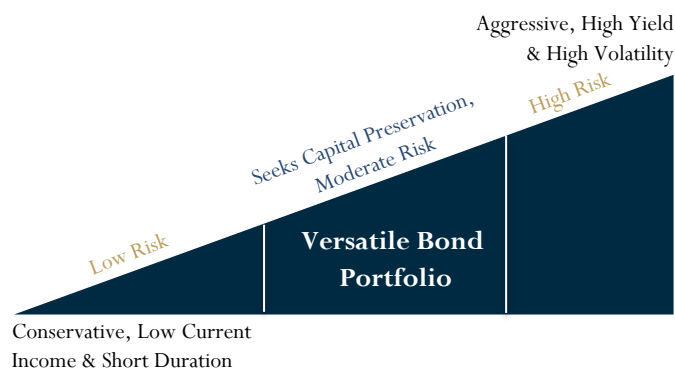 Aggressive, High Yield
& High Volatility
High Risk
Seeks Capital Preservation,
Moderate Risk
Low Risk
Versatile Bond
Portfolio
Conservative, Low Current
Income & Short Duration